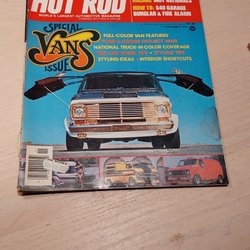 HOT ROD
WORLD'S LARGEST AUTOMOTIVE MAGAZINE
HOW TO: $40 GARAGE
BURGLAR & FIRE ALARM
SPECIAL
VANS
ISSUE
FULL-COLOR VAN FEATURES
NATIONAL TRUCK-IN COLOR COVERAGE
STYLING IDEAS • INTERIOR SHORTCUTS